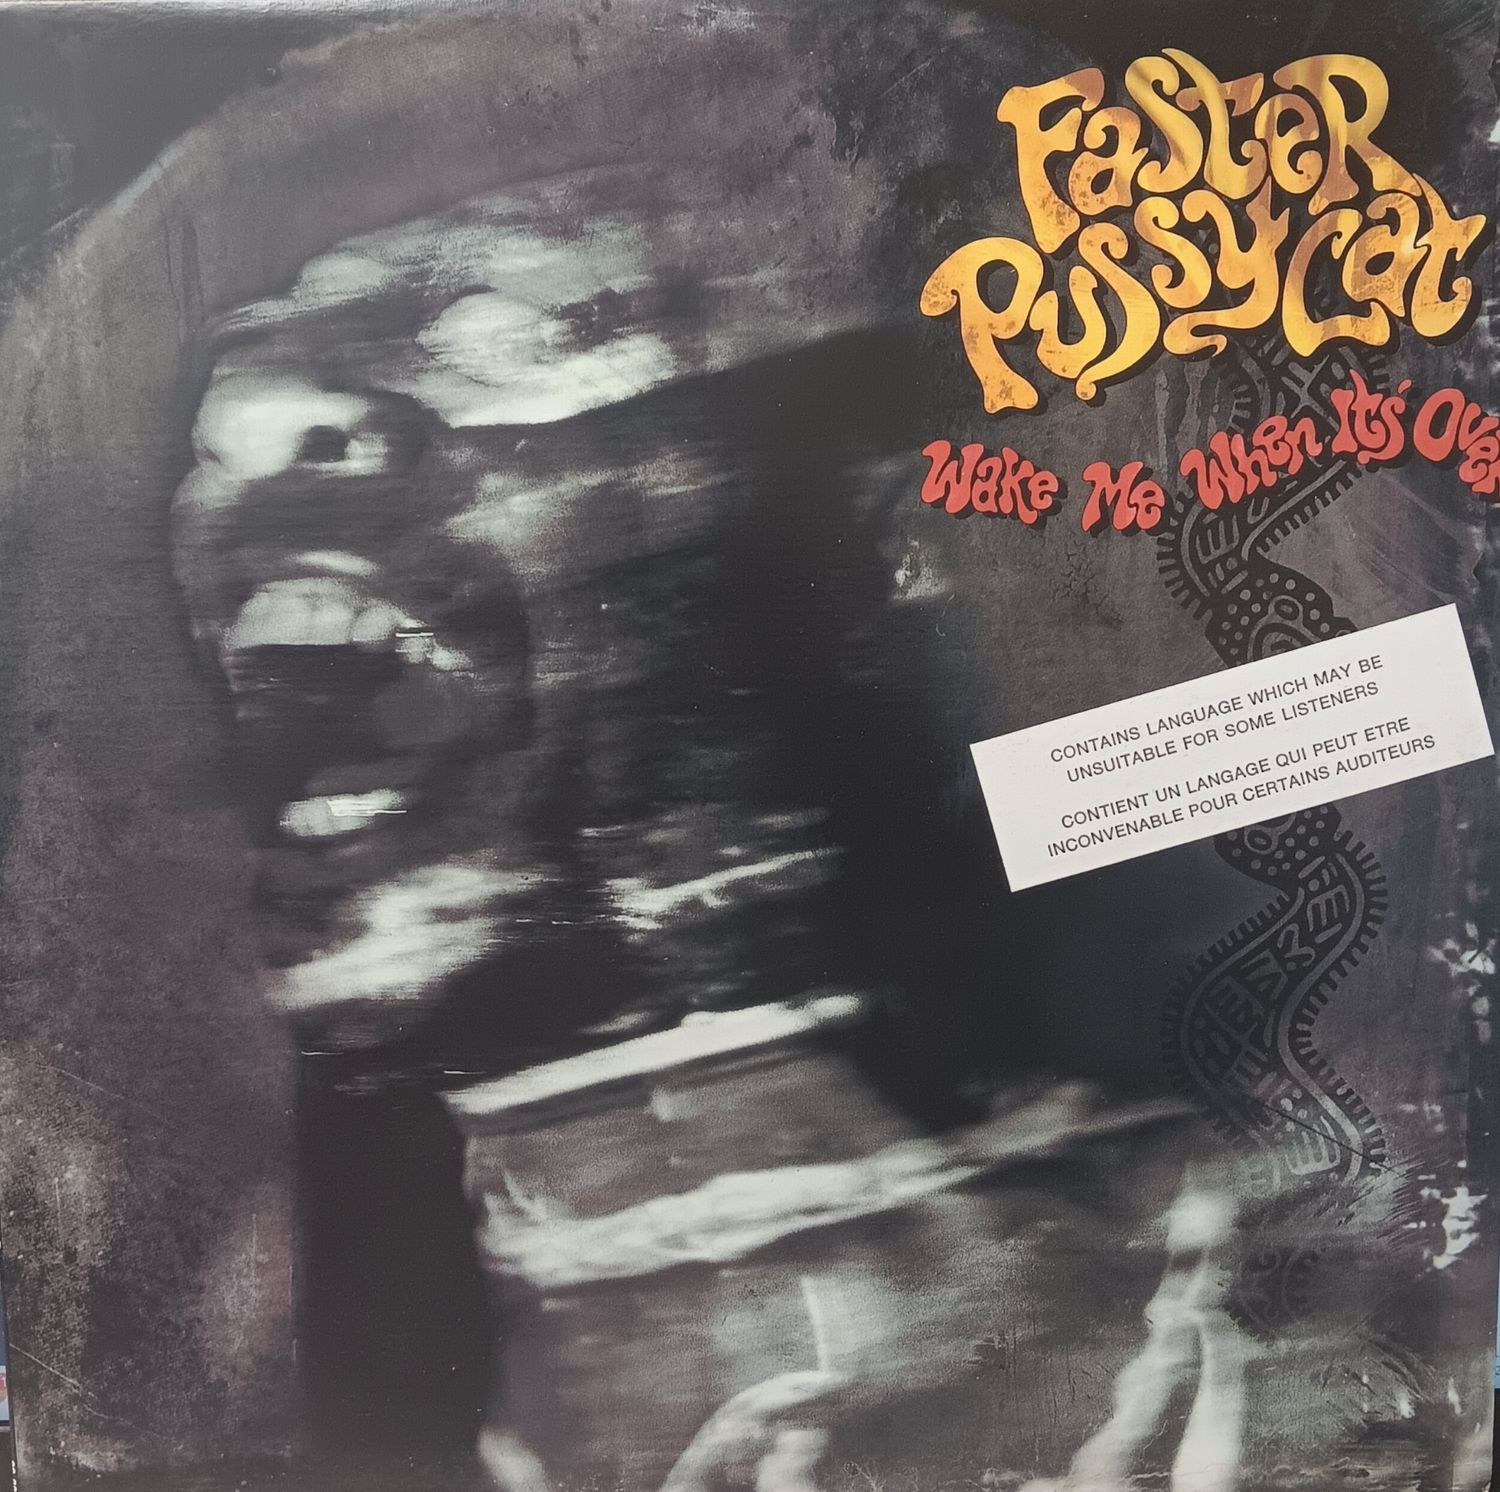 Faster
Pussycat
Wake Me When It's Over
CONTAINS LANGUAGE WHICH MAY BE
UNSUITABLE FOR SOME LISTENERS
CONTIENT UN LANGAGE QUI PEUT ETRE
INCONVENABLE POUR CERTAINS AUDITEURS